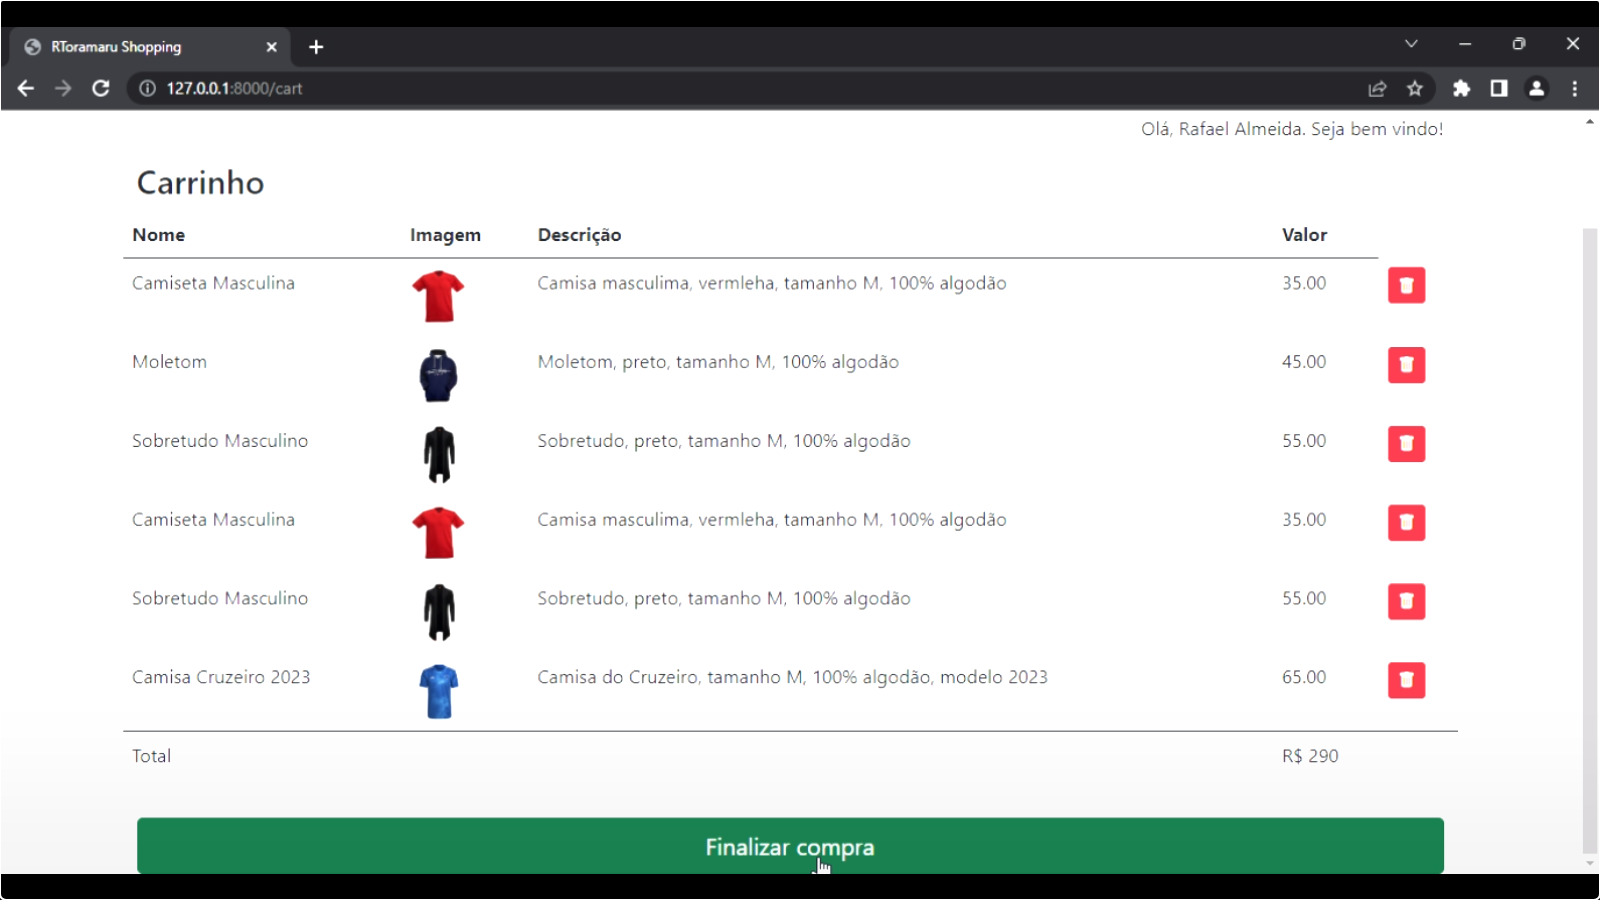 RToramaru Shopping
127.0.0.1:8000/cart
Olá, Rafael Almeida. Seja bem vindo!
Carrinho
Nome Imagem Descrição Valor
Camiseta Masculina Camisa masculima, vermleha, tamanho M, 100% algodão 35.00
Moletom Moletom, preto, tamanho M, 100% algodão 45.00
Sobretudo Masculino Sobretudo, preto, tamanho M, 100% algodão 55.00
Camiseta Masculina Camisa masculima, vermleha, tamanho M, 100% algodão 35.00
Sobretudo Masculino Sobretudo, preto, tamanho M, 100% algodão 55.00
Camisa Cruzeiro 2023 Camisa do Cruzeiro, tamanho M, 100% algodão, modelo 2023 65.00
Total R$ 290
Finalizar compra